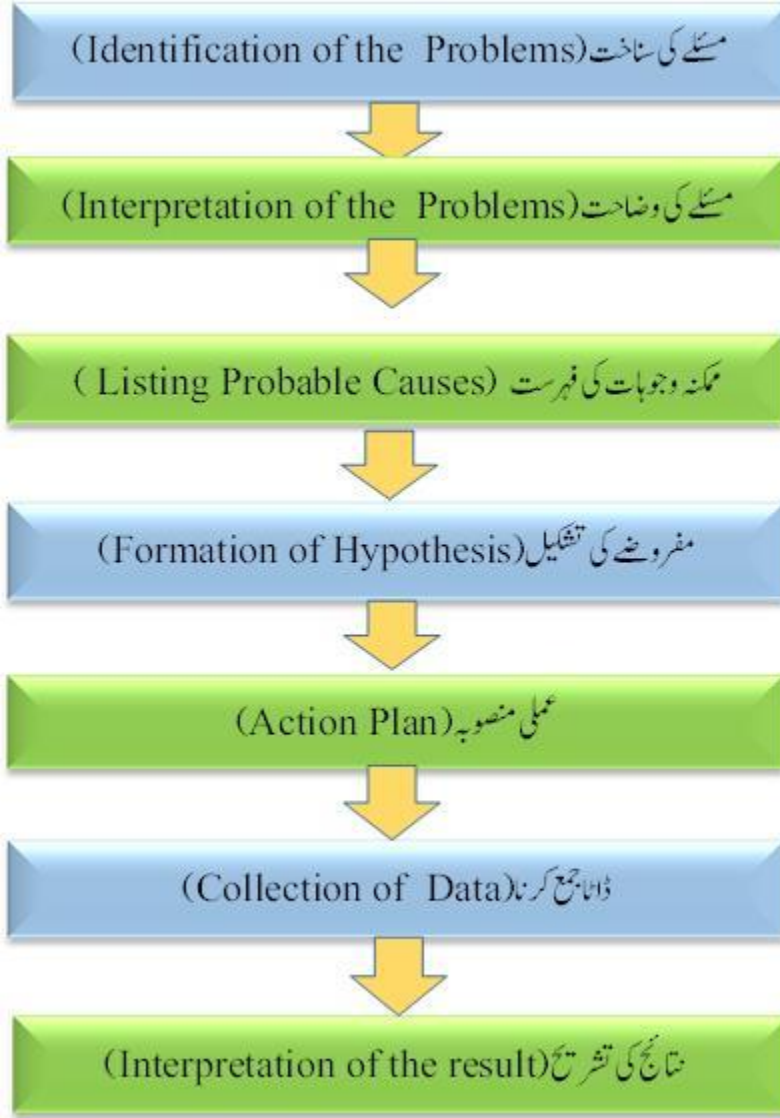 مسئلے کی ساخت(Identification of the Problems)
مسئلے کی وضاحت(Interpretation of the Problems)
ممکنہ وجوہات کی فہرست (Listing Probable Causes )
مفروضے کی تشکیل(Formation of Hypothesis)
عملی منصوبہ(Action Plan)
ڈاٹا جمع کرنا(Collection of Data)
نتائج کی تشریح(Interpretation of the result)